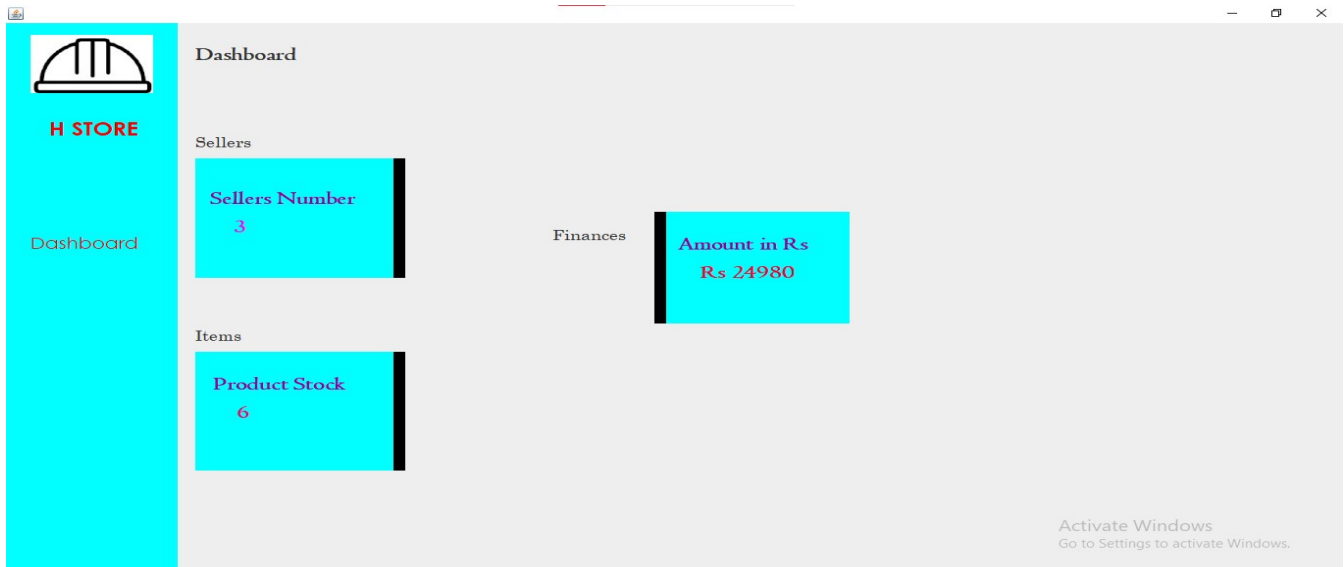 Dashboard
H STORE
Sellers
Sellers Number
3
Dashboard
Finances
Amount in Rs
Rs 24980
Items
Product Stock
6
Activate Windows
Go to Settings to activate Windows.